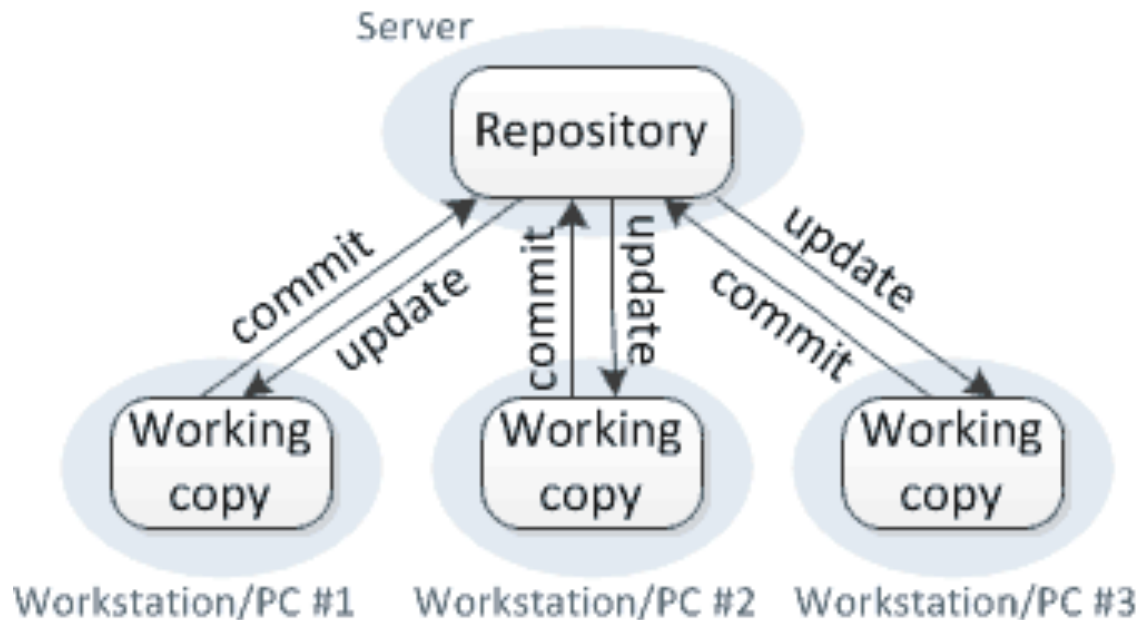 Server
Repository
commit
update
commit
update
update
commit
Working
copy
Working
copy
Working
copy
Workstation/PC #1
Workstation/PC #2
Workstation/PC #3